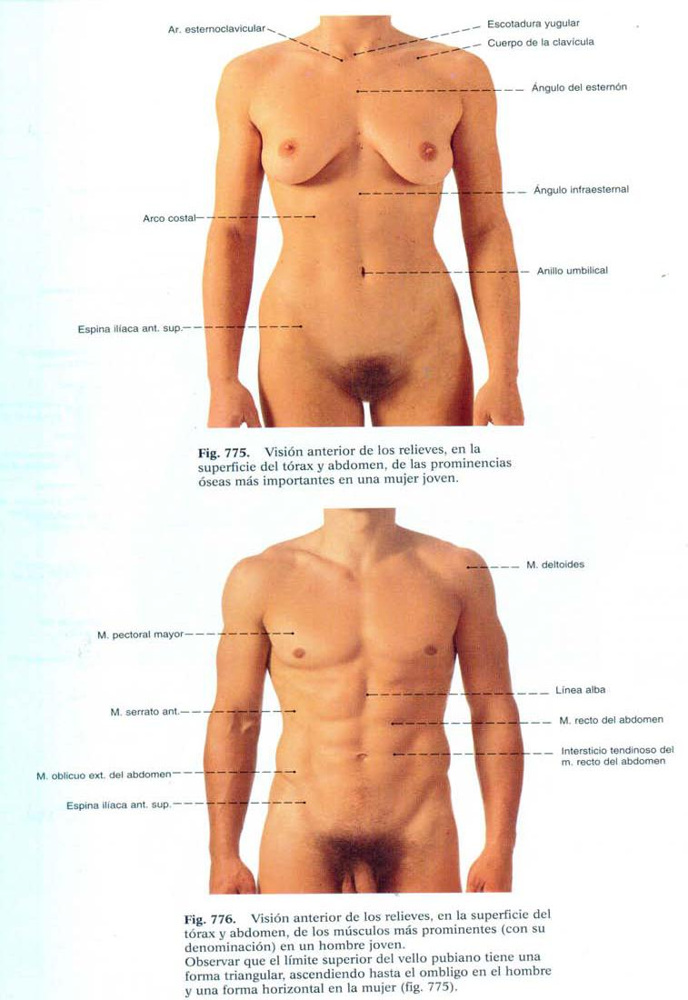 Ar. esternoclavicular
Escotadura yugular
Cuerpo de la clavícula
Ángulo del esternón
Ángulo infraesternal
Arco costal
Anillo umbilical
Espina ilíaca ant. sup.
Fig. 775. Visión anterior de los relieves, en la
superficie del tórax y abdomen, de las prominencias
óseas más importantes en una mujer joven.
M. deltoides
M. pectoral mayor
Línea alba
M. serrato ant.
M. recto del abdomen
Intersticio tendinoso del
m. recto del abdomen
M. oblicuo ext. del abdomen
Espina ilíaca ant. sup.
Fig. 776. Visión anterior de los relieves, en la superficie del
tórax y abdomen, de los músculos más prominentes (con su
denominación) en un hombre joven.
Observar que el límite superior del vello pubiano tiene una
forma triangular, ascendiendo hasta el ombligo en el hombre
y una forma horizontal en la mujer (fig. 775).